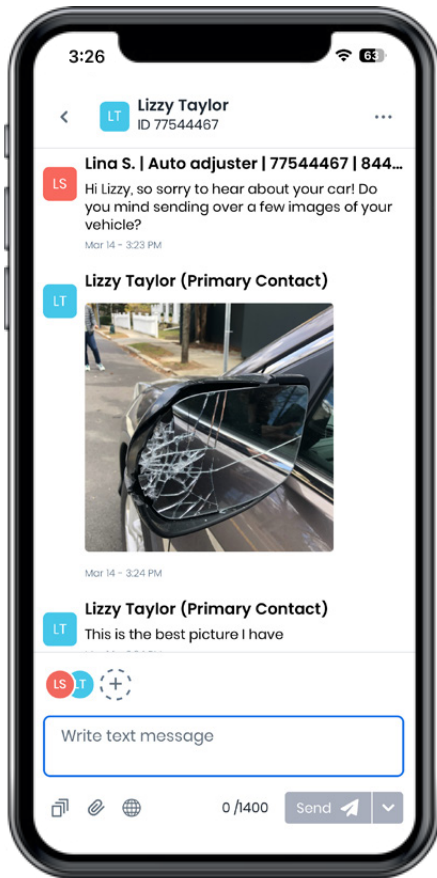 3:26
63
LT
Lizzy Taylor
ID 77544467
LS
Lina S. | Auto adjuster | 77544467 | 844...
Hi Lizzy, so sorry to hear about your car! Do
you mind sending over a few images of your
vehicle?
Mar 14 - 3:23 PM
LT
Lizzy Taylor (Primary Contact)
Mar 14 - 3:24 PM
LT
Lizzy Taylor (Primary Contact)
This is the best picture I have
LS
LT
Write text message
0 /1400
Send